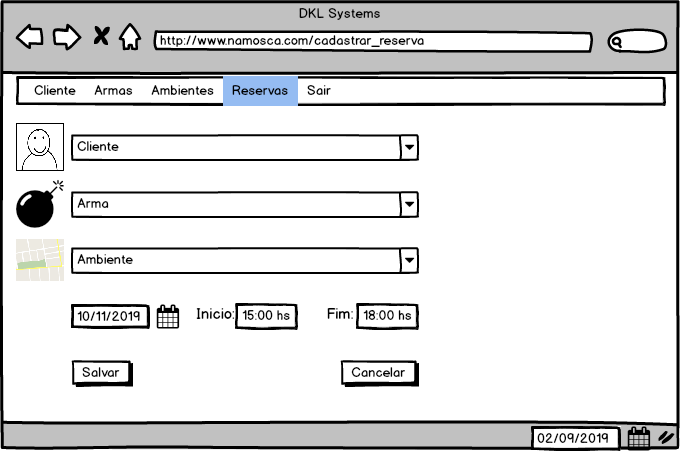 DKL Systems
http://www.namosca.com/cadastrar_reserva
Cliente Armas Ambientes Reservas Sair
Cliente
Arma
Ambiente
10/11/2019 Inicio: 15:00 hs Fim: 18:00 hs
Salvar Cancelar
02/09/2019